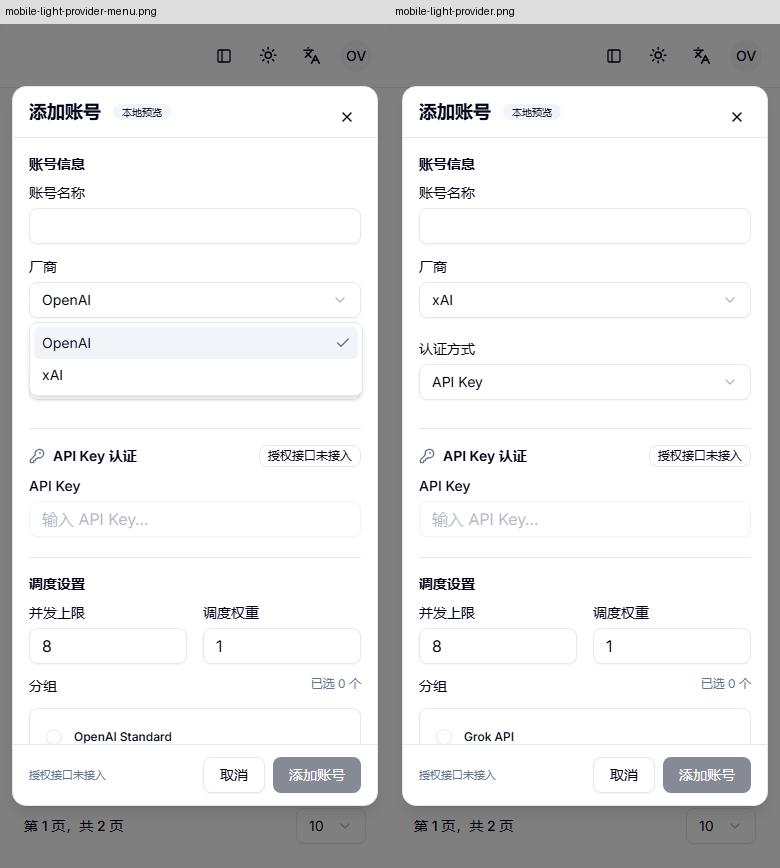 mobile-light-provider-menu.png
OV
添加账号 本地预览
账号信息
账号名称
厂商
OpenAI
OpenAI
xAI
API Key 认证 授权接口未接入
API Key
输入 API Key...
调度设置
并发上限 调度权重
8 1
分组 已选 0 个
OpenAI Standard
授权接口未接入 取消 添加账号
第 1 页，共 2 页 10
mobile-light-provider.png
OV
添加账号 本地预览
账号信息
账号名称
厂商
xAI
认证方式
API Key
API Key 认证 授权接口未接入
API Key
输入 API Key...
调度设置
并发上限 调度权重
8 1
分组 已选 0 个
Grok API
授权接口未接入 取消 添加账号
第 1 页，共 2 页 10